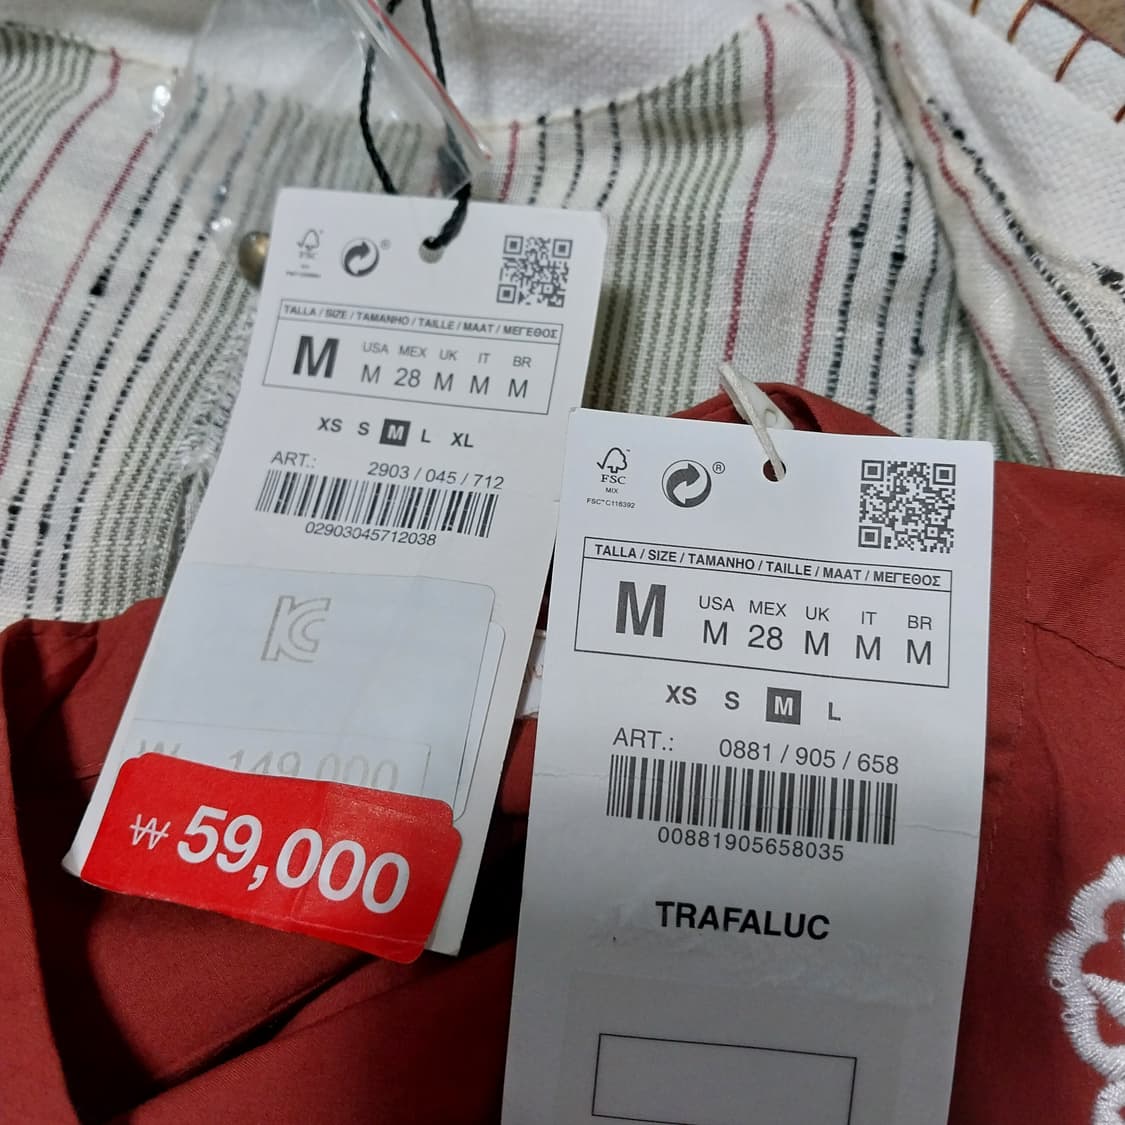 TALLA / SIZE / TAMANHO / TAILLE / MAAT / ΜΕΓΕΘΟΣ
M
USA MEX UK IT BR
M 28 M M M
XS S M L XL
ART.: 2903 / 045 / 712
02903045712038
₩ 149,000
₩ 59,000
FSC
MIX
FSC® C116392
®
TALLA / SIZE / TAMANHO / TAILLE / MAAT / ΜΕΓΕΘΟΣ
M
USA MEX UK IT BR
M 28 M M M
XS S M L
ART.: 0881 / 905 / 658
00881905658035
TRAFALUC